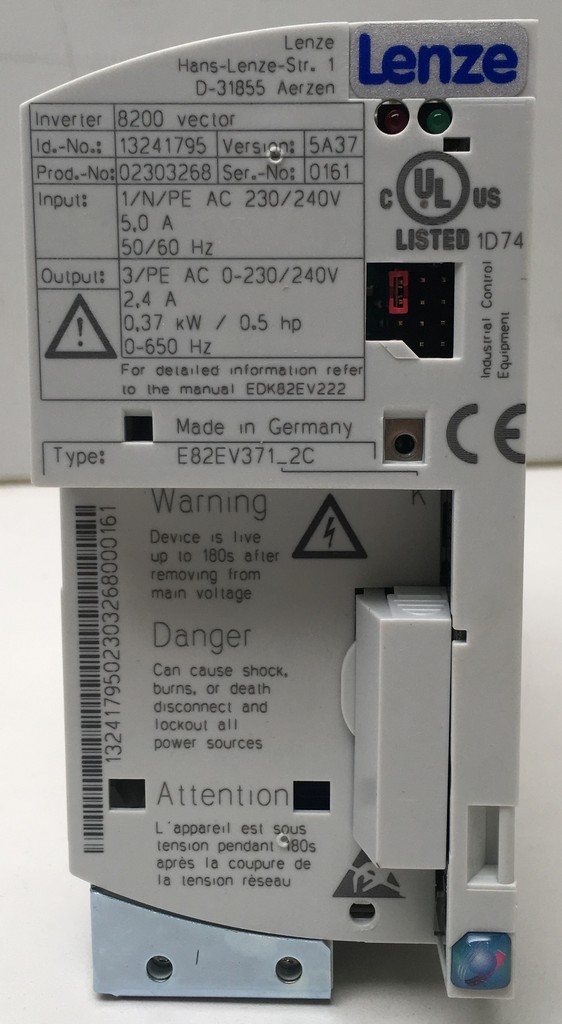 Lenze
Hans-Lenze-Str. 1
D-31855 Aerzen
Lenze
Inverter 8200 vector
Id.-No.: 13241795 Version: 5A37
Prod.-No: 02303268 Ser.-No: 0161
Input: 1/N/PE AC 230/240V
5.0 A
50/60 Hz
Output: 3/PE AC 0-230/240V
2.4 A
0.37 kW / 0.5 hp
0-650 Hz
For detailed information refer
to the manual EDK82EV222
Made in Germany
Type: E82EV371_2C
C UL US
LISTED 1D74
Industrial Control
Equipment
CE
Warning
K
Device is live
up to 180s after
removing from
main voltage
Danger
Can cause shock,
burns, or death
disconnect and
lockout all
power sources
Attention
L'appareil est sous
tension pendant 180s
après la coupure de
la tension rèseau
132417950230326800​0161